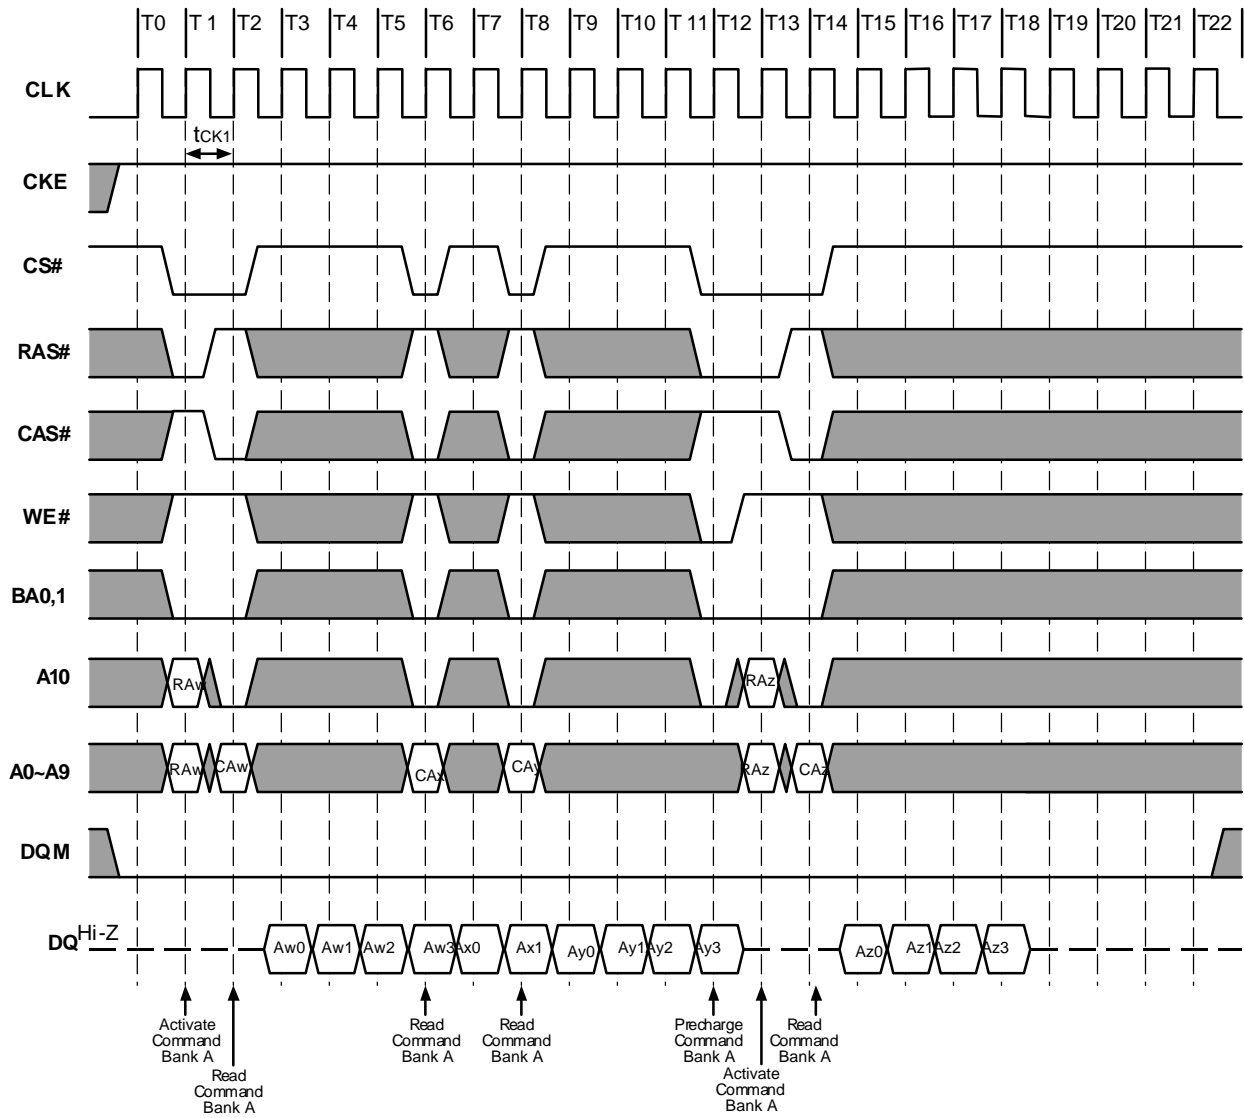 T0 T 1 T2 T3 T4 T5 T6 T7 T8 T9 T10 T 11 T12 T13 T14 T15 T16 T17 T18 T19 T20 T21 T22
CLK
tCK1
CKE
CS#
RAS#
CAS#
WE#
BA0,1
A10 RAw RAz
A0~A9 RAw CAw CAx CAy RAz CAz
DQM
DQ Hi-Z Aw0 Aw1 Aw2 Aw3 Ax0 Ax1 Ay0 Ay1 Ay2 Ay3 Az0 Az1 Az2 Az3
Activate
Command
Bank A
Read
Command
Bank A
Read
Command
Bank A
Read
Command
Bank A
Precharge
Command
Bank A
Activate
Command
Bank A
Read
Command
Bank A